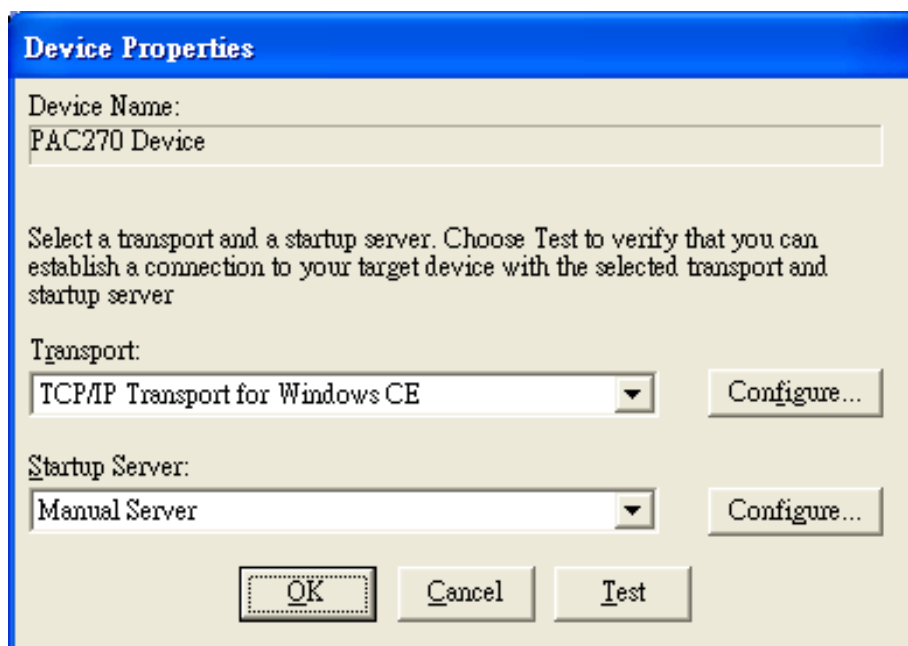 Device Properties
Device Name:
PAC270 Device
Select a transport and a startup server. Choose Test to verify that you can
establish a connection to your target device with the selected transport and
startup server
Transport:
TCP/IP Transport for Windows CE
Configure...
Startup Server:
Manual Server
Configure...
OK Cancel Test